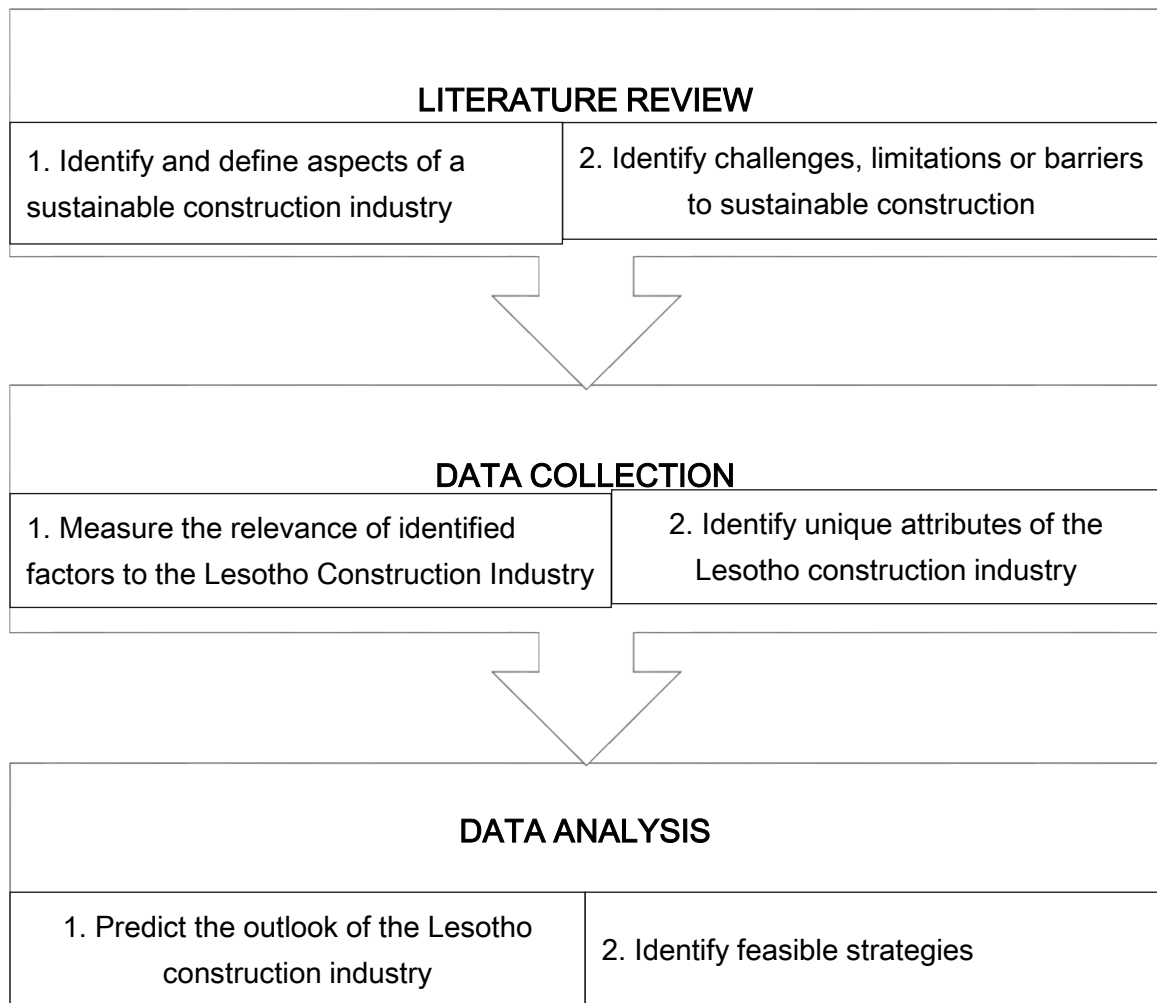 LITERATURE REVIEW
1. Identify and define aspects of a
sustainable construction industry
2. Identify challenges, limitations or barriers
to sustainable construction
DATA COLLECTION
1. Measure the relevance of identified
factors to the Lesotho Construction Industry
2. Identify unique attributes of the
Lesotho construction industry
DATA ANALYSIS
1. Predict the outlook of the Lesotho
construction industry
2. Identify feasible strategies